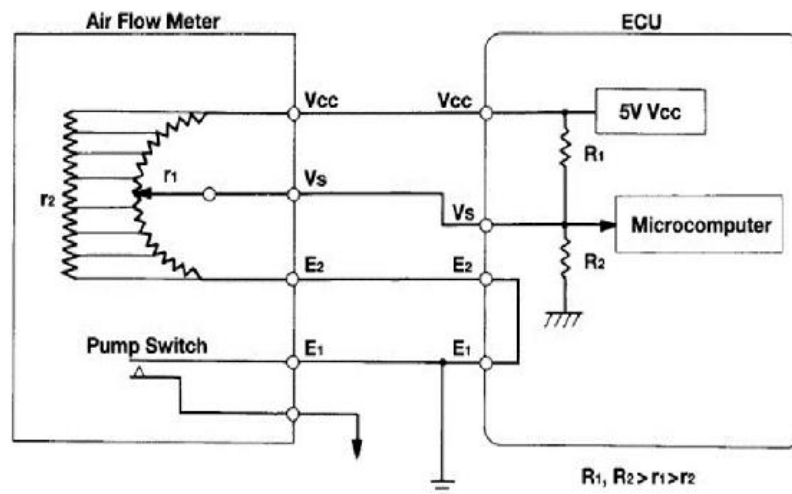 Air Flow Meter
ECU
Vcc
Vcc
5V Vcc
R1
r1
r2
Vs
Vs
Microcomputer
R2
E2
E2
Pump Switch
E1
E1
R1, R2 > r1 > r2